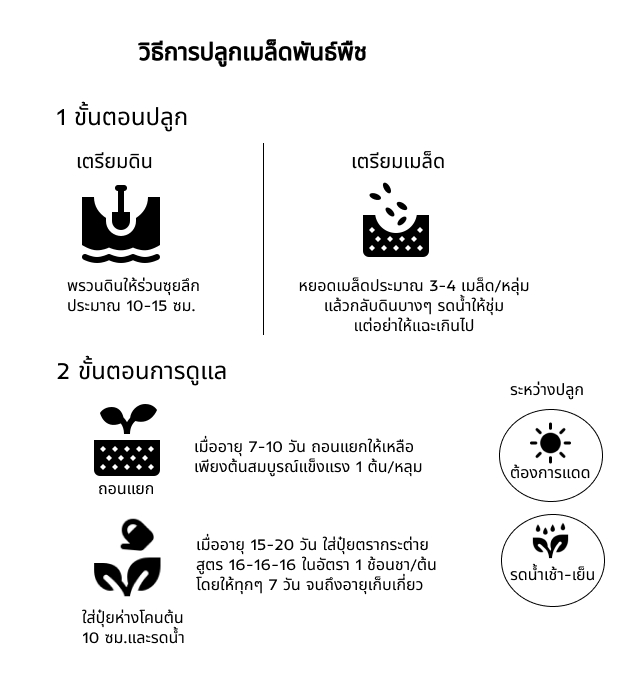 วิธีการปลูกเมล็ดพันธ์พืช
1 ขั้นตอนปลูก
เตรียมดิน
พรวนดินให้ร่วนซุยลึก
ประมาณ 10-15 ซม.
เตรียมเมล็ด
หยอดเมล็ดประมาณ 3-4 เมล็ด/หลุ่ม
แล้วกลับดินบางๆ รดน้ำให้ชุ่ม
แต่อย่าให้แฉะเกินไป
2 ขั้นตอนการดูแล
ถอนแยก
เมื่ออายุ 7-10 วัน ถอนแยกให้เหลือ
เพียงต้นสมบูรณ์แข็งแรง 1 ต้น/หลุม
ใส่ปุ๋ยห่างโคนต้น
10 ซม.และรดน้ำ
เมื่ออายุ 15-20 วัน ใส่ปุ๋ยตรากระต่าย
สูตร 16-16-16 ในอัตรา 1 ช้อนชา/ต้น
โดยให้ทุกๆ 7 วัน จนถึงอายุเก็บเกี่ยว
ระหว่างปลูก
ต้องการแดด
รดน้ำเช้า-เย็น